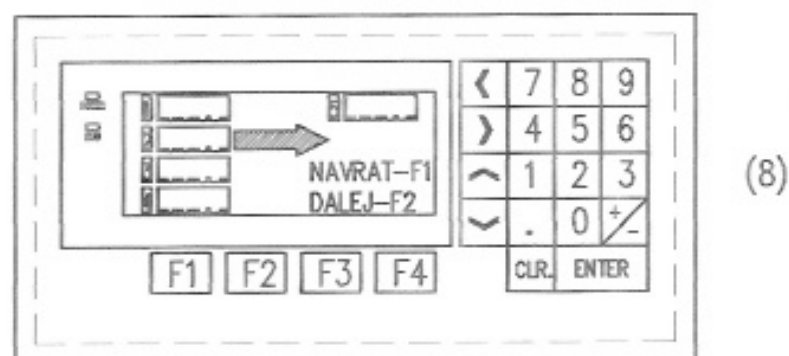 < 7 8 9
> 4 5 6
NAVRAT-F1
^ 1 2 3
DALEJ-F2
. 0 +/-
F1 F2 F3 F4
CLR. ENTER
(8)